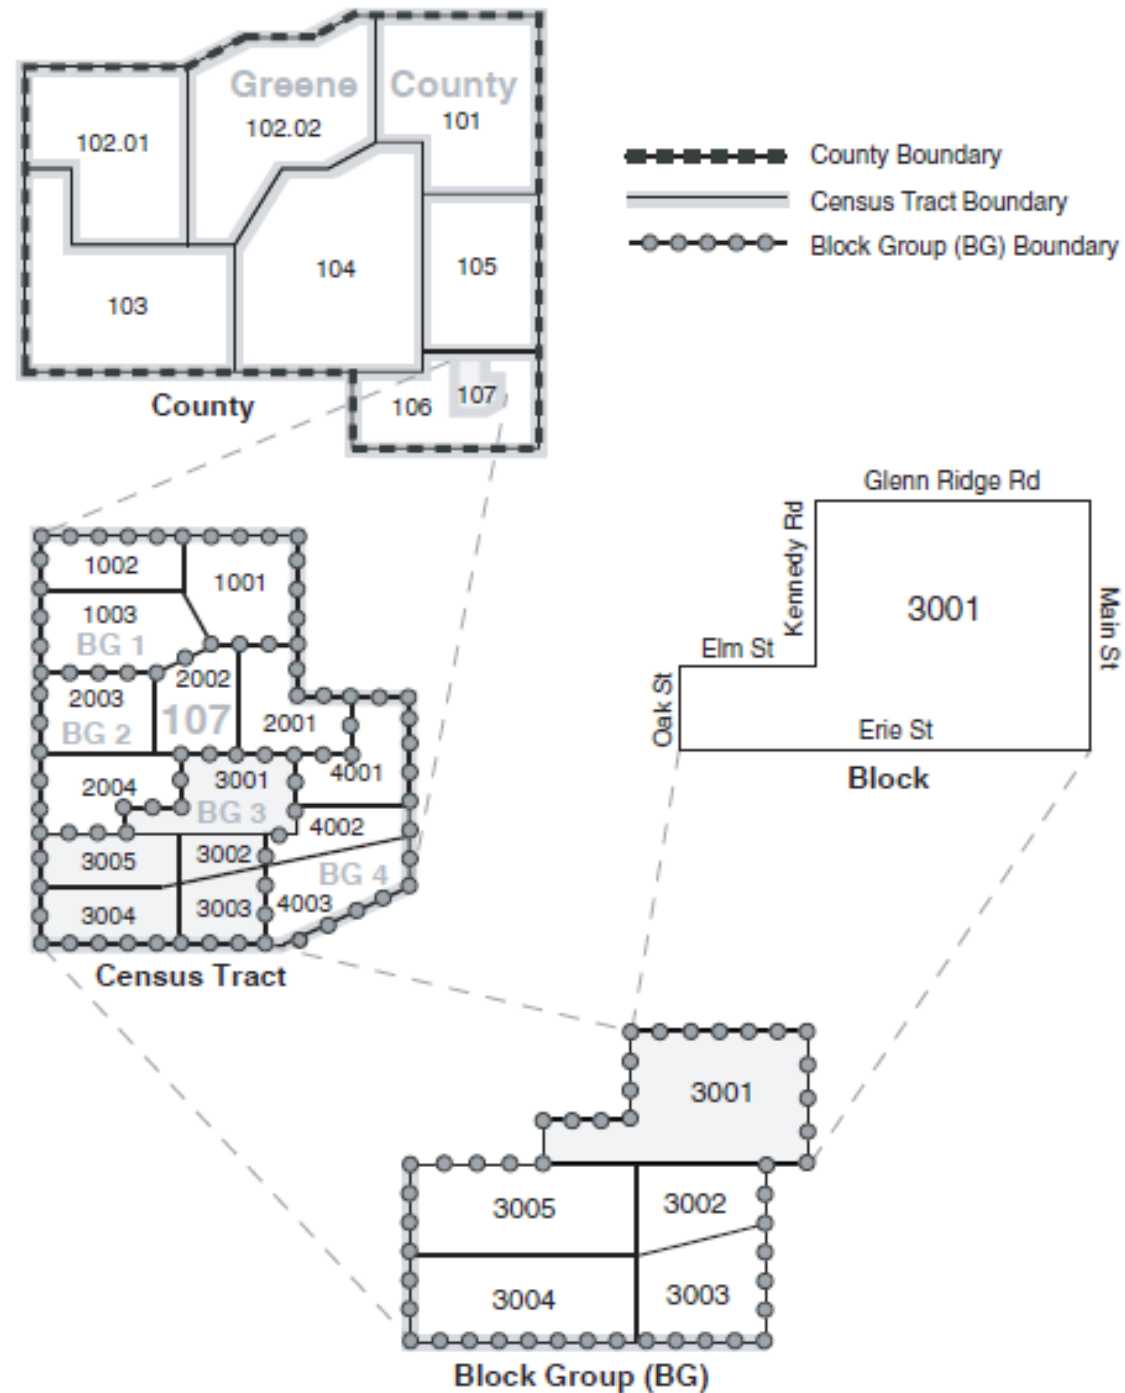 Greene County
102.01
102.02
101
103
104
105
106
107
County
County Boundary
Census Tract Boundary
Block Group (BG) Boundary
1002
1001
1003
BG 1
2003
2002
BG 2
107
2001
2004
3001
4001
BG 3
4002
3005
3002
BG 4
3004
3003
4003
Census Tract
Glenn Ridge Rd
Kennedy Rd
3001
Main St
Elm St
Oak St
Erie St
Block
3001
3005
3002
3004
3003
Block Group (BG)